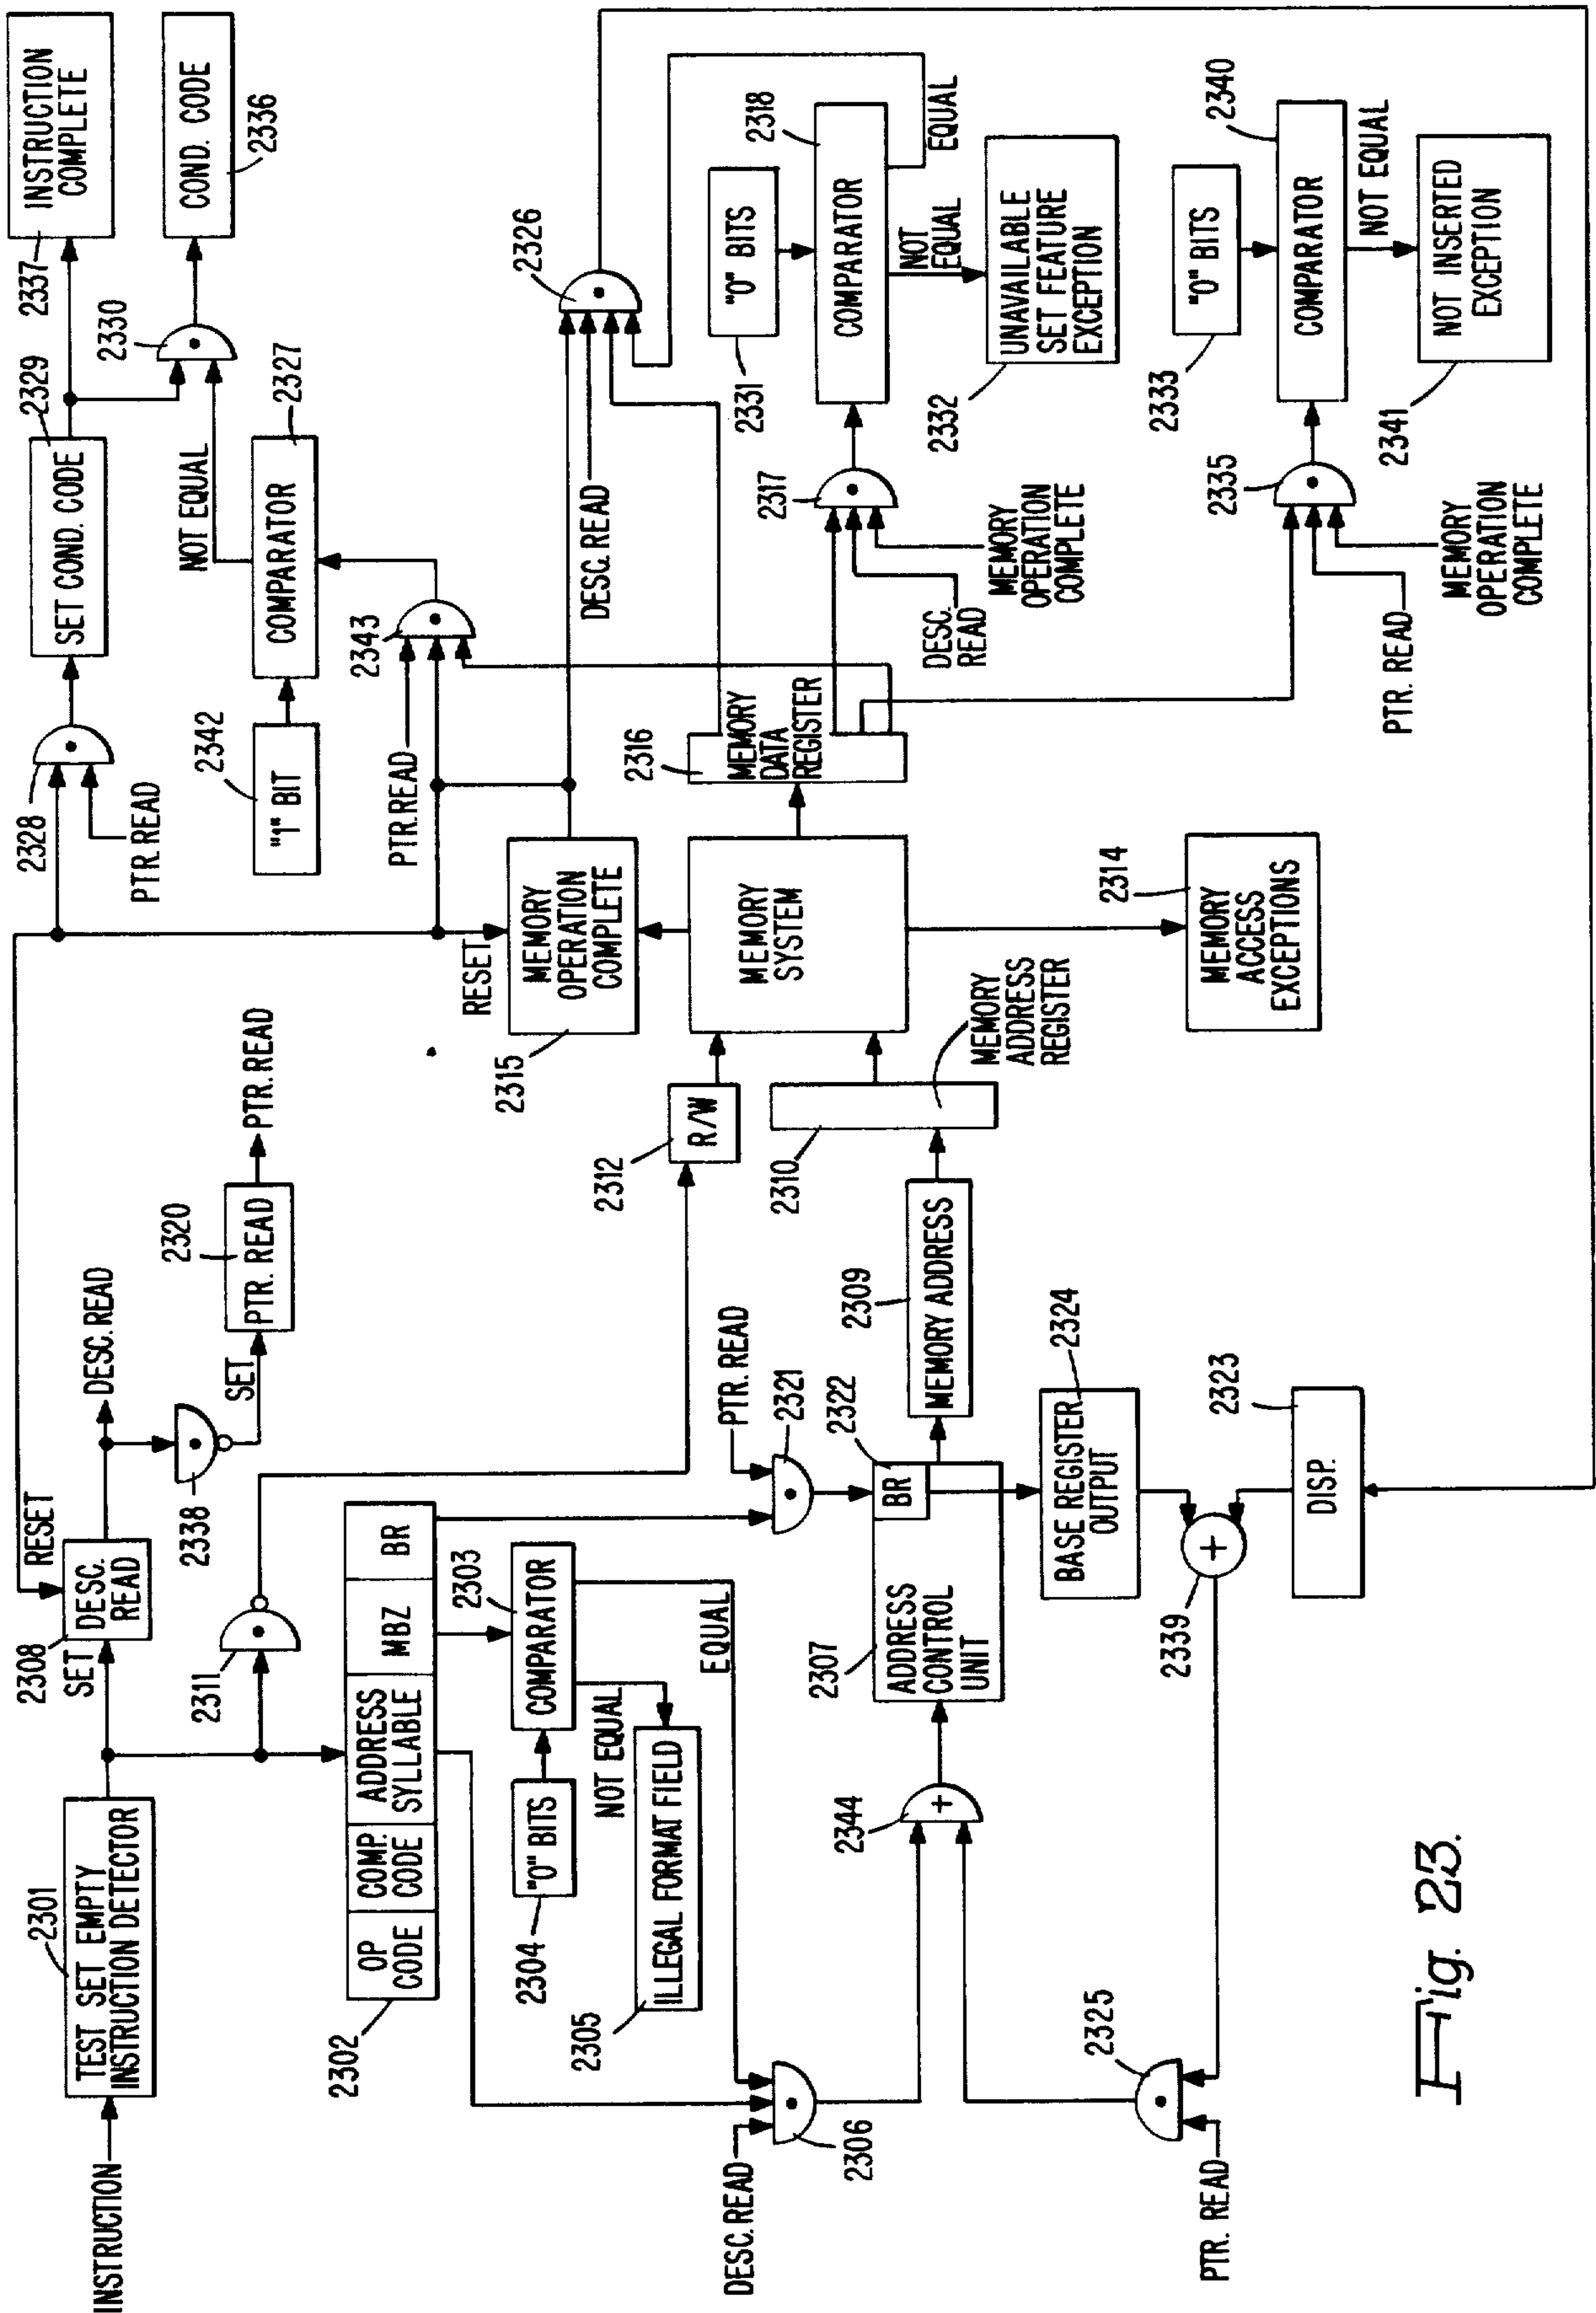 INSTRUCTION
2301
TEST SET EMPTY
INSTRUCTION DETECTOR
2308
SET
RESET
DESC.
READ
DESC. READ
2338
SET
2320
PTR. READ
PTR. READ
2311
2302
OP
CODE
COMP.
CODE
ADDRESS
SYLLABLE
MBZ
BR
2304
"0" BITS
2303
COMPARATOR
NOT EQUAL
EQUAL
2305
ILLEGAL FORMAT FIELD
DESC. READ
2306
2344
2307
ADDRESS
CONTROL
UNIT
BR
2322
2321
PTR. READ
2309
MEMORY ADDRESS
2310
MEMORY
ADDRESS
REGISTER
2312
R/W
2324
BASE REGISTER
OUTPUT
2339
+
2323
DISP.
PTR. READ
2325
+
2328
PTR. READ
2329
SET COND. CODE
2337
INSTRUCTION
COMPLETE
2330
COND. CODE
2336
NOT EQUAL
2342
"1" BIT
COMPARATOR
2327
2343
PTR. READ
RESET
2315
MEMORY
OPERATION
COMPLETE
MEMORY
SYSTEM
2316
MEMORY
DATA
REGISTER
2314
MEMORY
ACCESS
EXCEPTIONS
2326
DESC. READ
2331
"0" BITS
2318
COMPARATOR
EQUAL
NOT
EQUAL
2317
DESC.
READ
MEMORY
OPERATION
COMPLETE
2332
UNAVAILABLE
SET FEATURE
EXCEPTION
2333
"0" BITS
2340
COMPARATOR
NOT EQUAL
2335
PTR. READ
MEMORY
OPERATION
COMPLETE
2341
NOT INSERTED
EXCEPTION
Fig. 23.